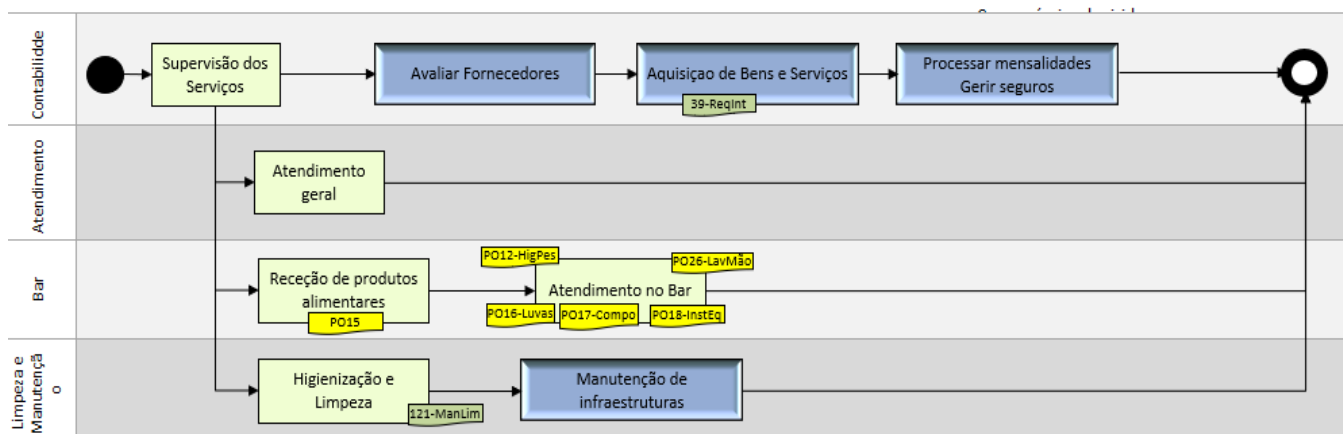 Contabilidde
Supervisão dos
Serviços
Avaliar Fornecedores
Aquisiçao de Bens e Serviços
39-ReqInt
Processar mensalidades
Gerir seguros
Atendimento
Atendimento
geral
Bar
Receção de produtos
alimentares
PO15
PO12-HigPes
PO26-LavMão
Atendimento no Bar
PO16-Luvas
PO17-Compo
PO18-InstEq
Limpeza e
Manutençã
o
Higienização e
Limpeza
121-ManLim
Manutenção de
infraestruturas